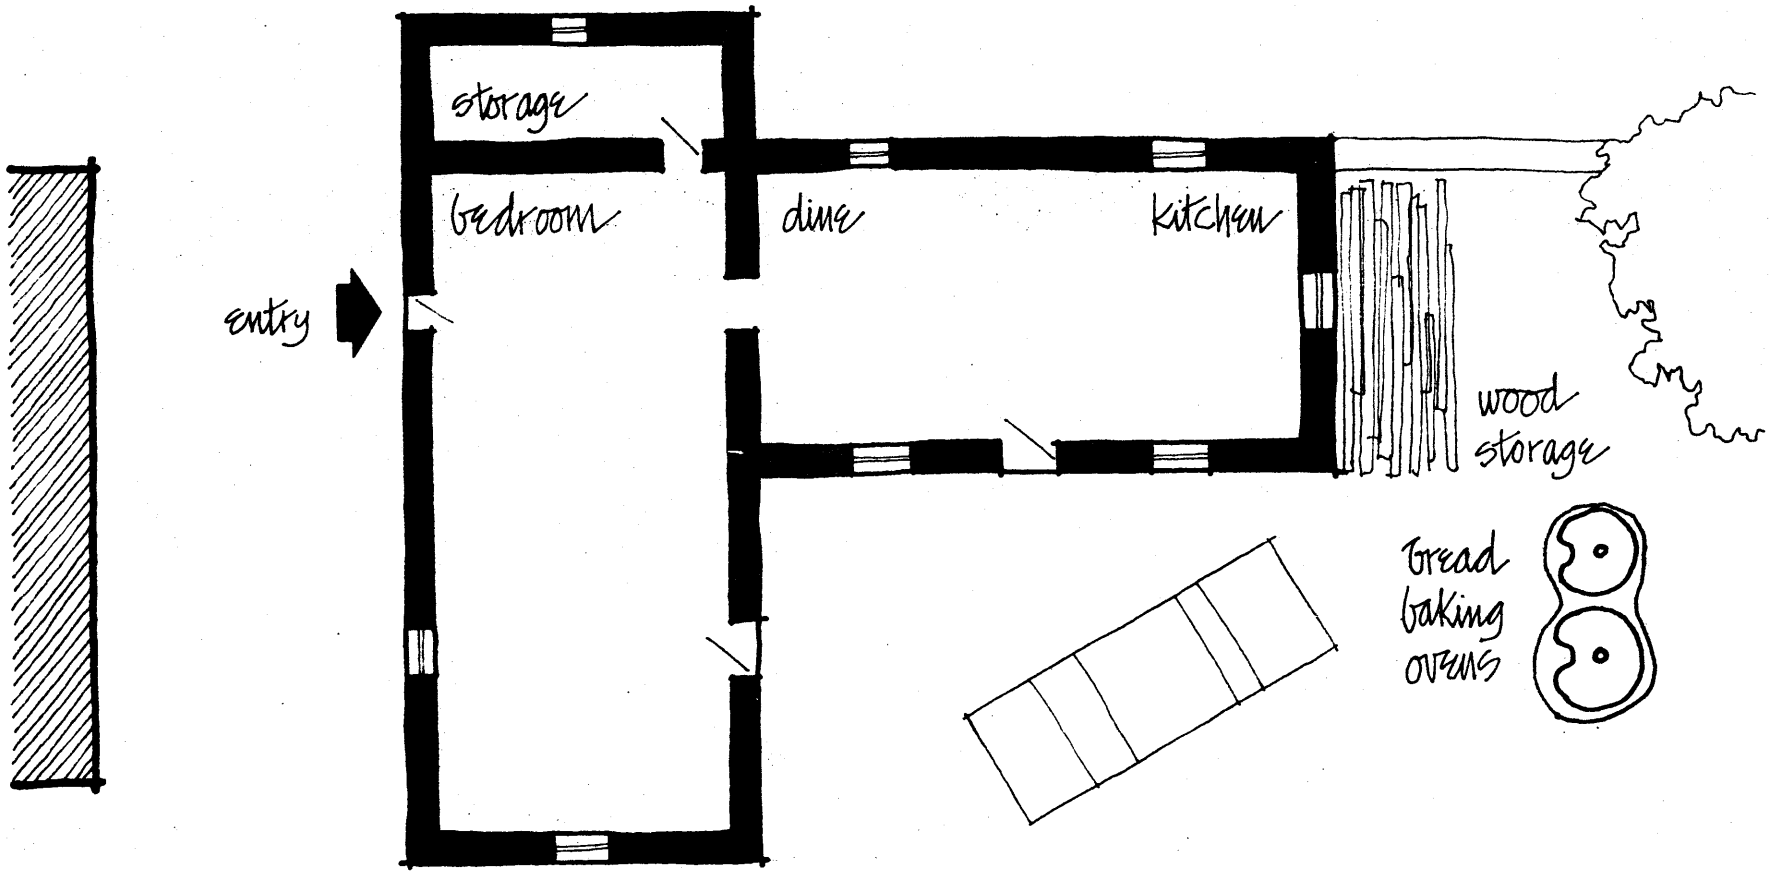 storage
bedroom
dine
kitchen
entry
wood
storage
bread
baking
ovens